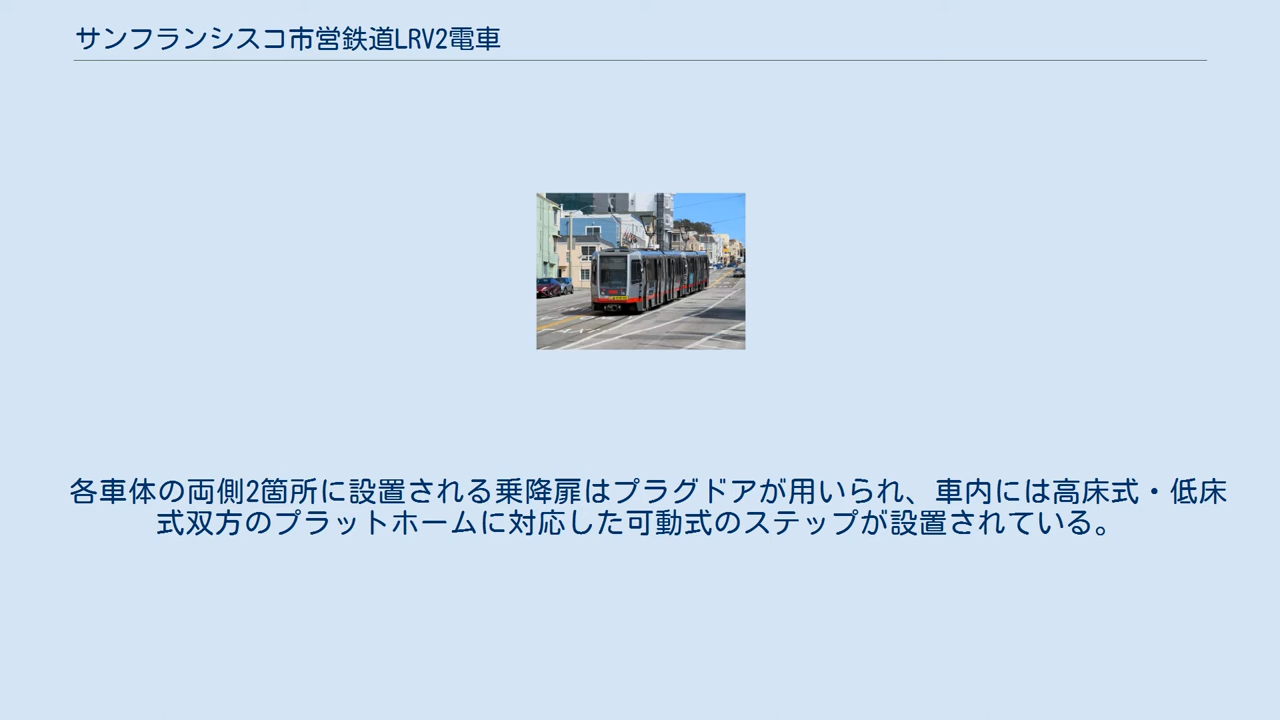 サンフランシスコ市営鉄道LRV2電車
各車体の両側2箇所に設置される乗降扉はプラグドアが用いられ、車内には高床式・低床
式双方のプラットホームに対応した可動式のステップが設置されている。